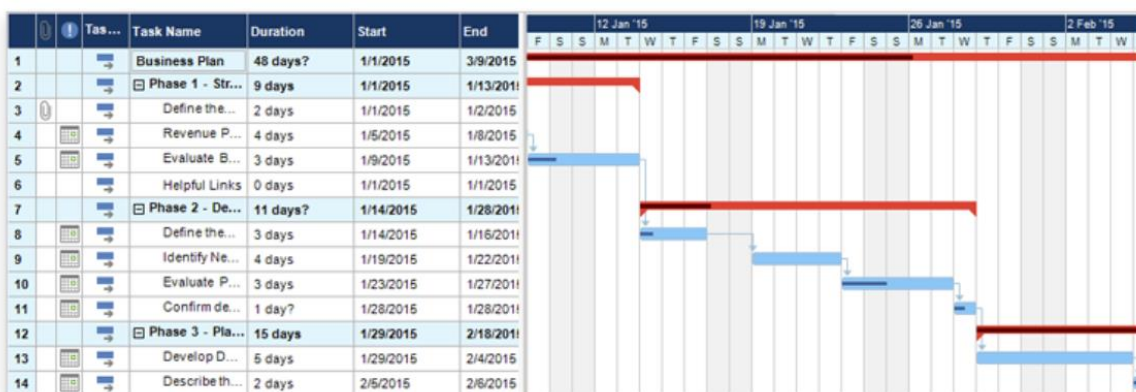 12 Jan '15 19 Jan '15 26 Jan '15 2 Feb '15
Tas... Task Name Duration Start End F S S M T W T F S S M T W T F S S M T W T F S S M T W
1 Business Plan 48 days? 1/1/2015 3/9/2015
2 Phase 1 - Str... 9 days 1/1/2015 1/13/201
3 Define the... 2 days 1/1/2015 1/2/2015
4 Revenue P... 4 days 1/5/2015 1/8/2015
5 Evaluate B... 3 days 1/9/2015 1/13/201
6 Helpful Links 0 days 1/1/2015 1/1/2015
7 Phase 2 - De... 11 days? 1/14/2015 1/28/201
8 Define the... 3 days 1/14/2015 1/16/201
9 Identify Ne... 4 days 1/19/2015 1/22/201
10 Evaluate P... 3 days 1/23/2015 1/27/201
11 Confirm de... 1 day? 1/28/2015 1/28/201
12 Phase 3 - Pla... 15 days 1/29/2015 2/18/201
13 Develop D... 5 days 1/29/2015 2/4/2015
14 Describe th... 2 days 2/5/2015 2/6/2015